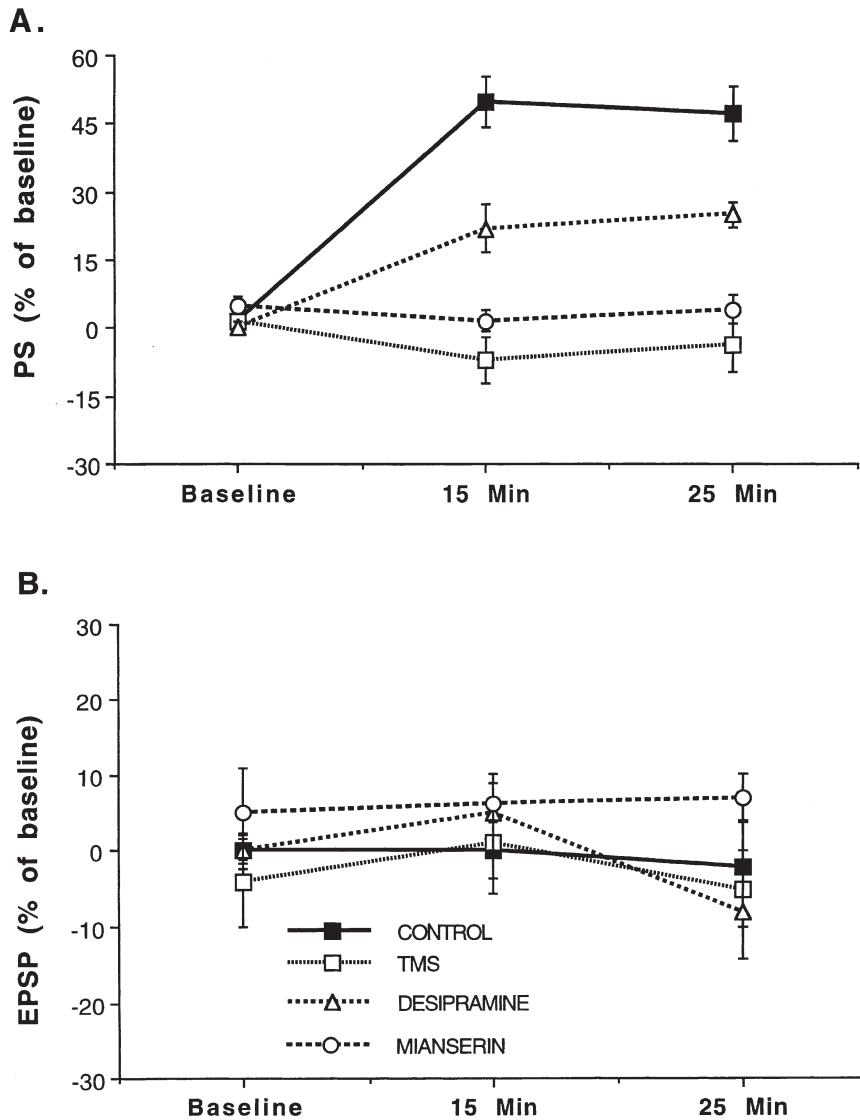 A.
60
45
30
15
0
-15
-30
PS (% of baseline)
Baseline 15 Min 25 Min
B.
30
20
10
0
-10
-20
-30
EPSP (% of baseline)
CONTROL
TMS
DESIPRAMINE
MIANSERIN
Baseline 15 Min 25 Min